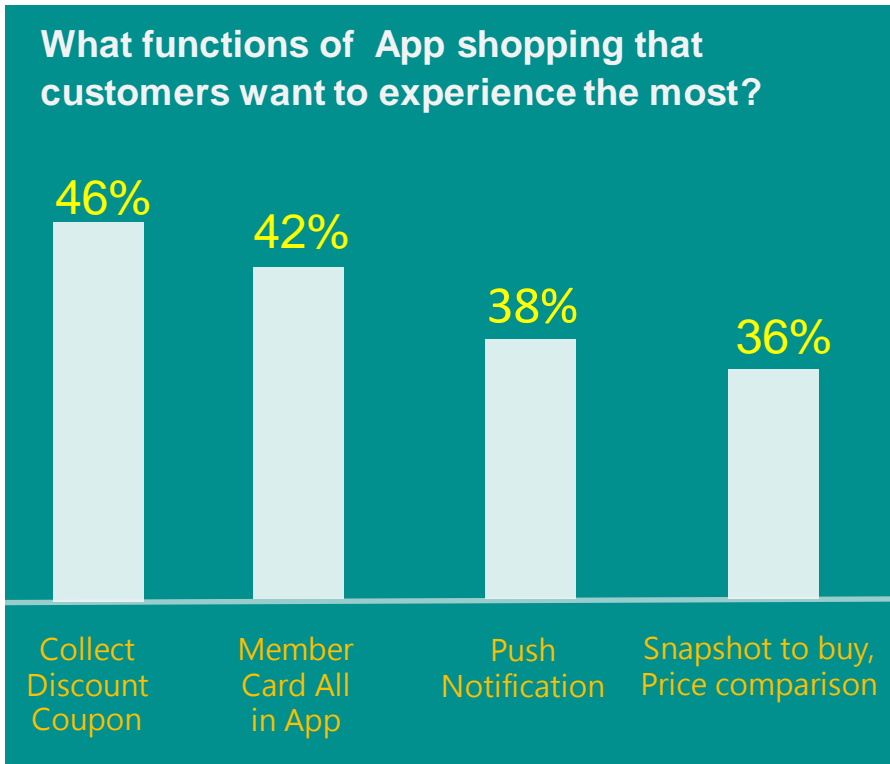 What functions of App shopping that
customers want to experience the most?
46%
42%
38%
36%
Collect
Discount
Coupon
Member
Card All
in App
Push
Notification
Snapshot to buy,
Price comparison